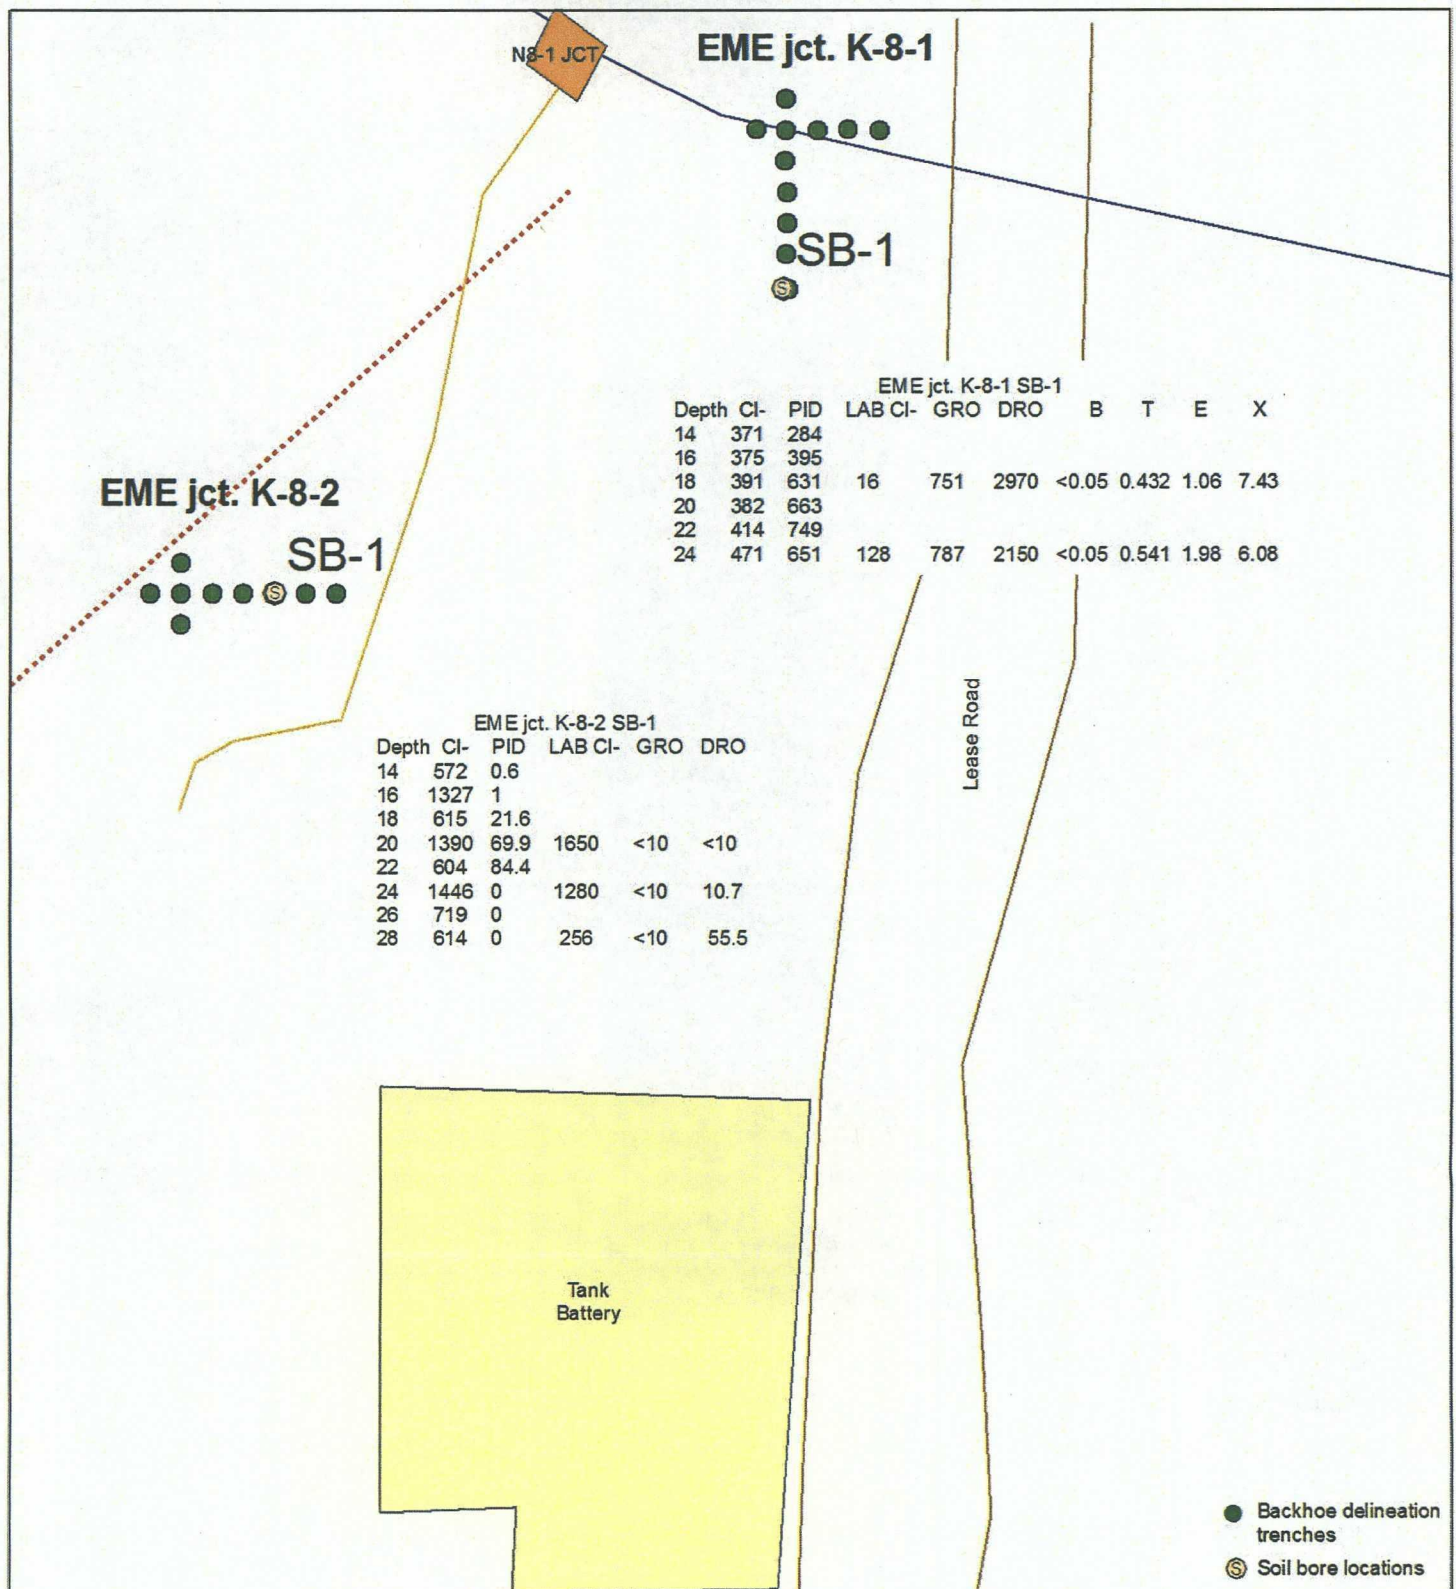 N8-1 JCT
EME jct. K-8-1
SB-1
S
EME jct. K-8-1 SB-1
Depth Cl- PID LAB Cl- GRO DRO B T E X
14 371 284
16 375 395
18 391 631 16 751 2970 <0.05 0.432 1.06 7.43
20 382 663
22 414 749
24 471 651 128 787 2150 <0.05 0.541 1.98 6.08
EME jct. K-8-2
SB-1
S
Lease Road
EME jct. K-8-2 SB-1
Depth Cl- PID LAB Cl- GRO DRO
14 572 0.6
16 1327 1
18 615 21.6
20 1390 69.9 1650 <10 <10
22 604 84.4
24 1446 0 1280 <10 10.7
26 719 0
28 614 0 256 <10 55.5
Tank
Battery
Backhoe delineation
trenches
S Soil bore locations